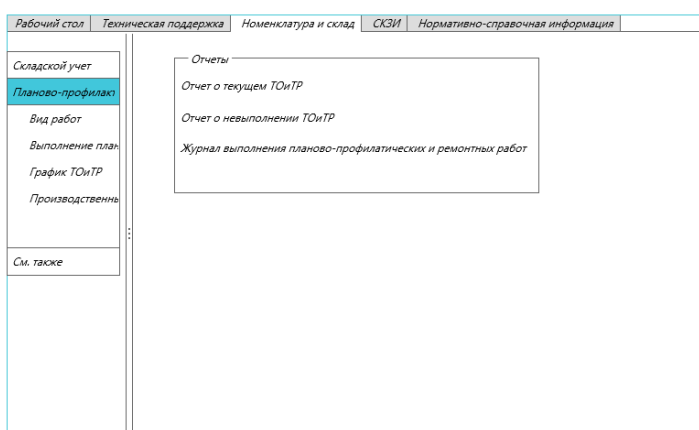 Рабочий стол Техническая поддержка Номенклатура и склад СКЗИ Нормативно-справочная информация
Складской учет
Планово-профилакт
Вид работ
Выполнение план
График ТОиТР
Производственны
См. также
Отчеты
Отчет о текущем ТОиТР
Отчет о невыполнении ТОиТР
Журнал выполнения планово-профилатических и ремонтных работ